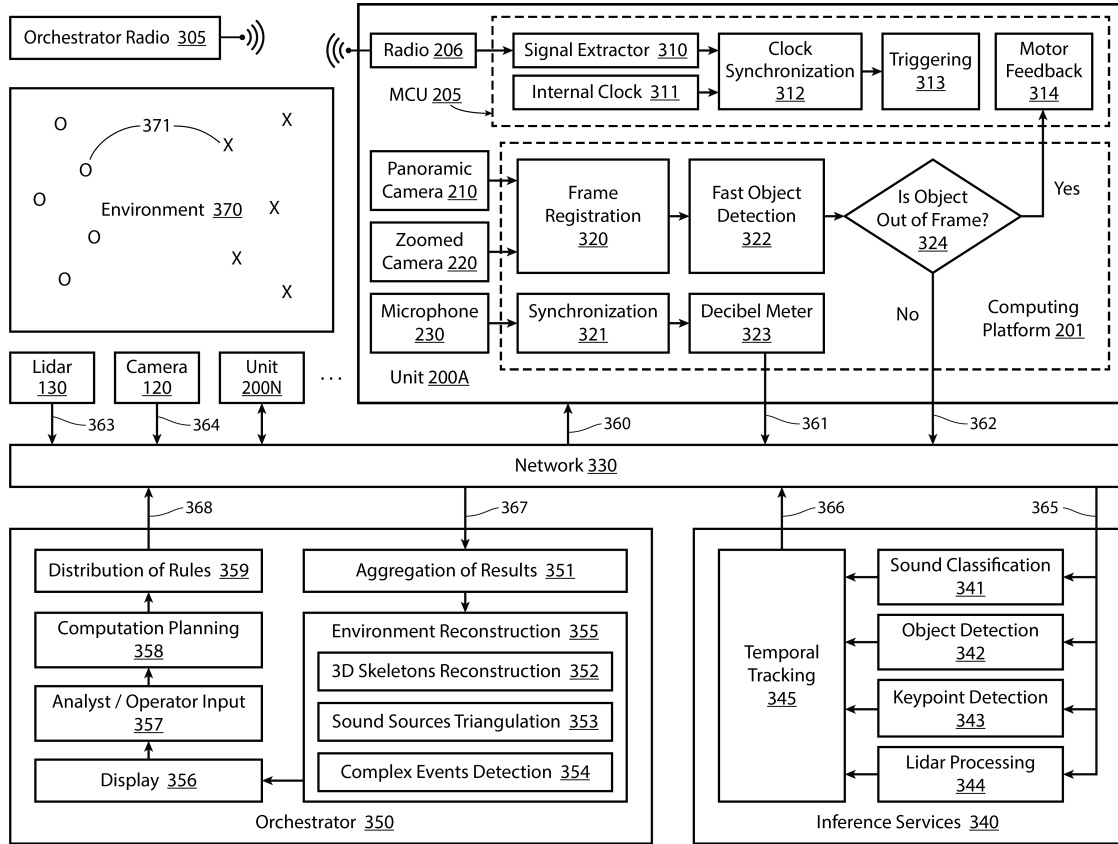 Orchestrator Radio 305
Radio 206
MCU 205
Signal Extractor 310
Internal Clock 311
Clock
Synchronization
312
Triggering
313
Motor
Feedback
314
O
371
X
X
O
O
Environment 370
X
O
X
O
X
Panoramic
Camera 210
Zoomed
Camera 220
Microphone
230
Frame
Registration
320
Fast Object
Detection
322
Is Object
Out of Frame?
324
Yes
No
Synchronization
321
Decibel Meter
323
Computing
Platform 201
Unit 200A
Lidar
130
Camera
120
Unit
200N
...
363
364
360
361
362
Network 330
368
367
366
365
Distribution of Rules 359
Computation Planning
358
Analyst / Operator Input
357
Display 356
Aggregation of Results 351
Environment Reconstruction 355
3D Skeletons Reconstruction 352
Sound Sources Triangulation 353
Complex Events Detection 354
Orchestrator 350
Temporal
Tracking
345
Sound Classification
341
Object Detection
342
Keypoint Detection
343
Lidar Processing
344
Inference Services 340